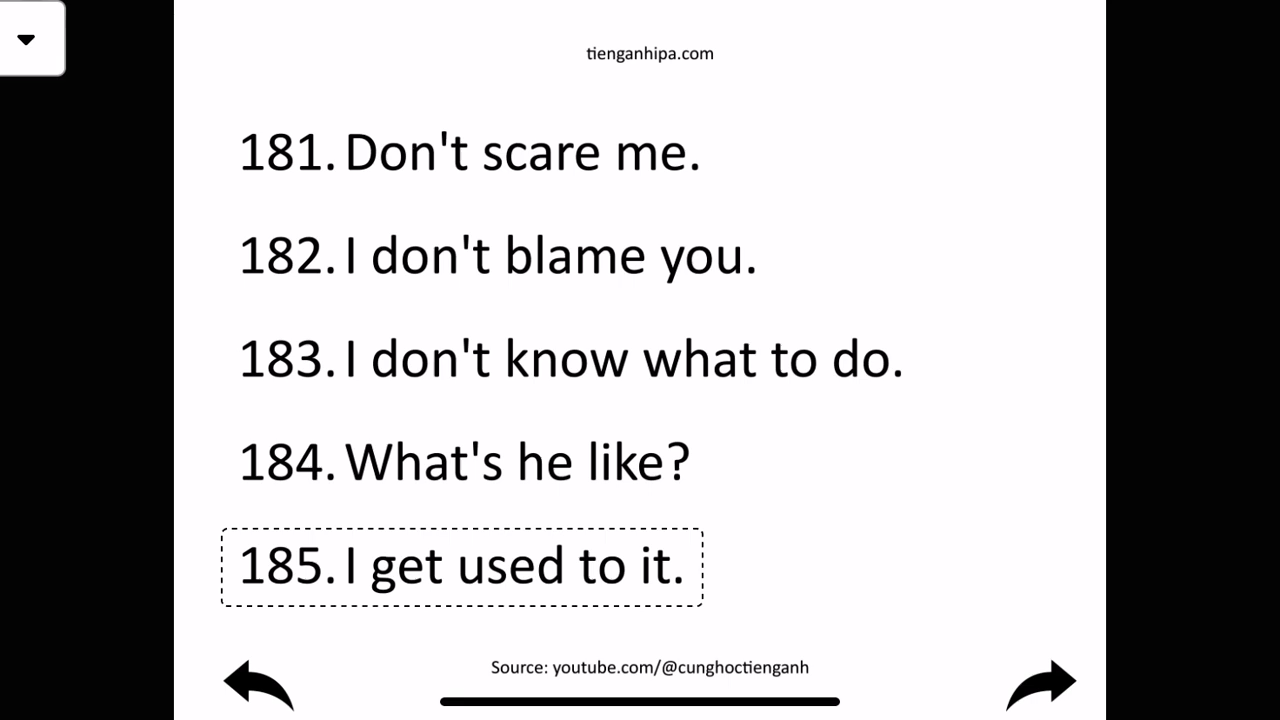 tienganhipa.com
181. Don't scare me.
182. I don't blame you.
183. I don't know what to do.
184. What's he like?
185. I get used to it.
Source: youtube.com/@cunghoctienganh